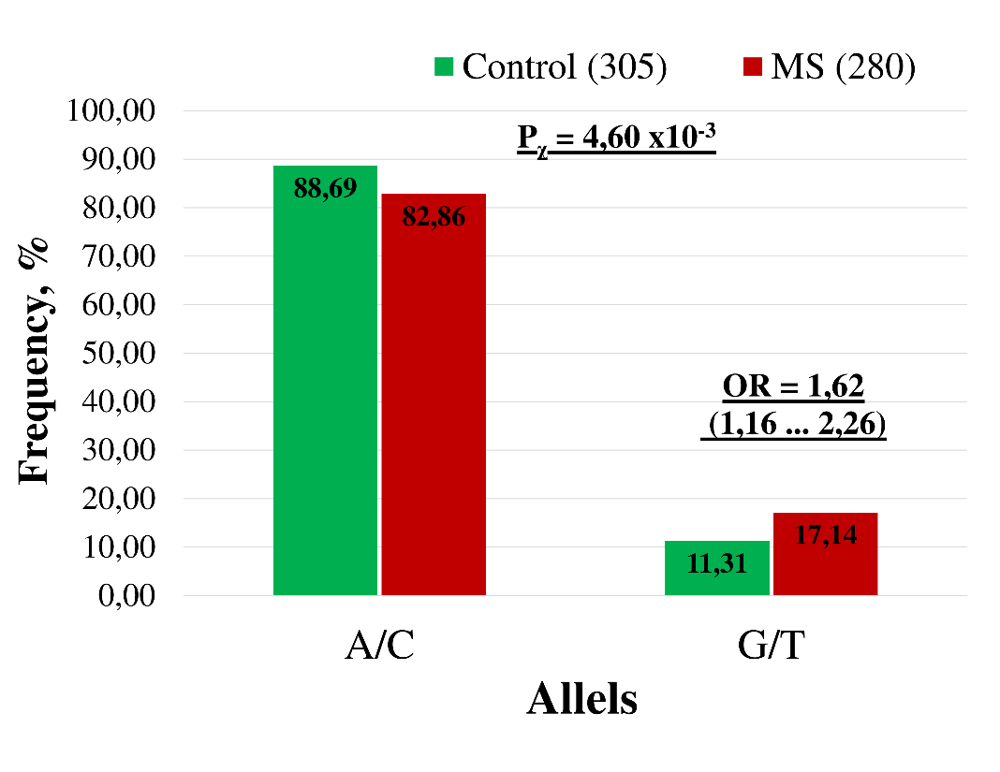 Control (305) MS (280)
100,00
90,00
80,00
70,00
60,00
50,00
40,00
30,00
20,00
10,00
0,00
Frequency, %
Pχ = 4,60 x10-3
88,69
82,86
OR = 1,62
(1,16 ... 2,26)
11,31
17,14
A/C G/T
Allels